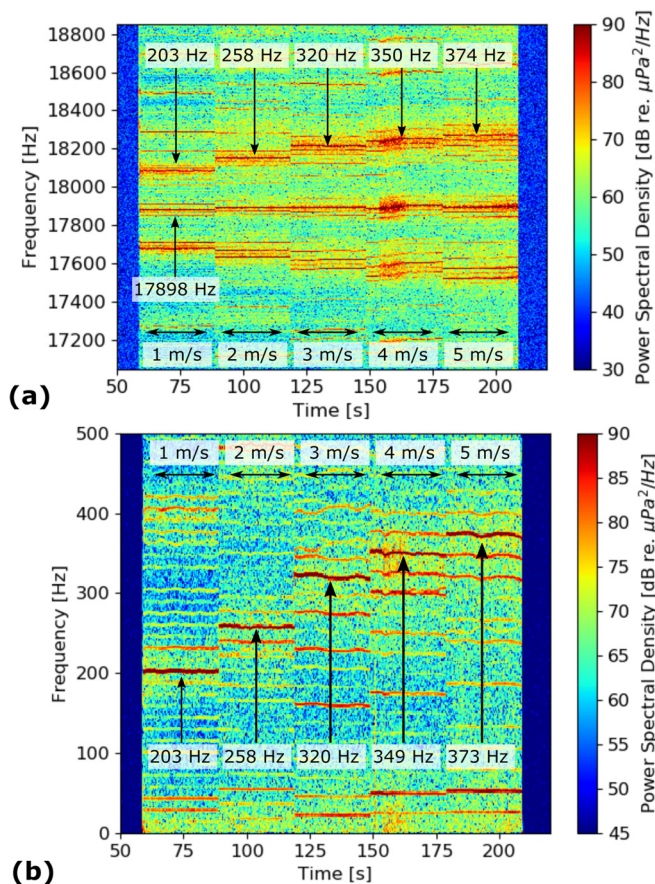 18800
18600
18400
18200
18000
17800
17600
17400
17200
Frequency [Hz]
203 Hz 258 Hz 320 Hz 350 Hz 374 Hz
17898 Hz
1 m/s 2 m/s 3 m/s 4 m/s 5 m/s
50 75 100 125 150 175 200
Time [s]
90
80
70
60
50
40
30
Power Spectral Density [dB re. µPa²/Hz]
(a)
500
400
300
200
100
0
Frequency [Hz]
1 m/s 2 m/s 3 m/s 4 m/s 5 m/s
203 Hz 258 Hz 320 Hz 349 Hz 373 Hz
50 75 100 125 150 175 200
Time [s]
90
85
80
75
70
65
60
55
50
45
Power Spectral Density [dB re. µPa²/Hz]
(b)